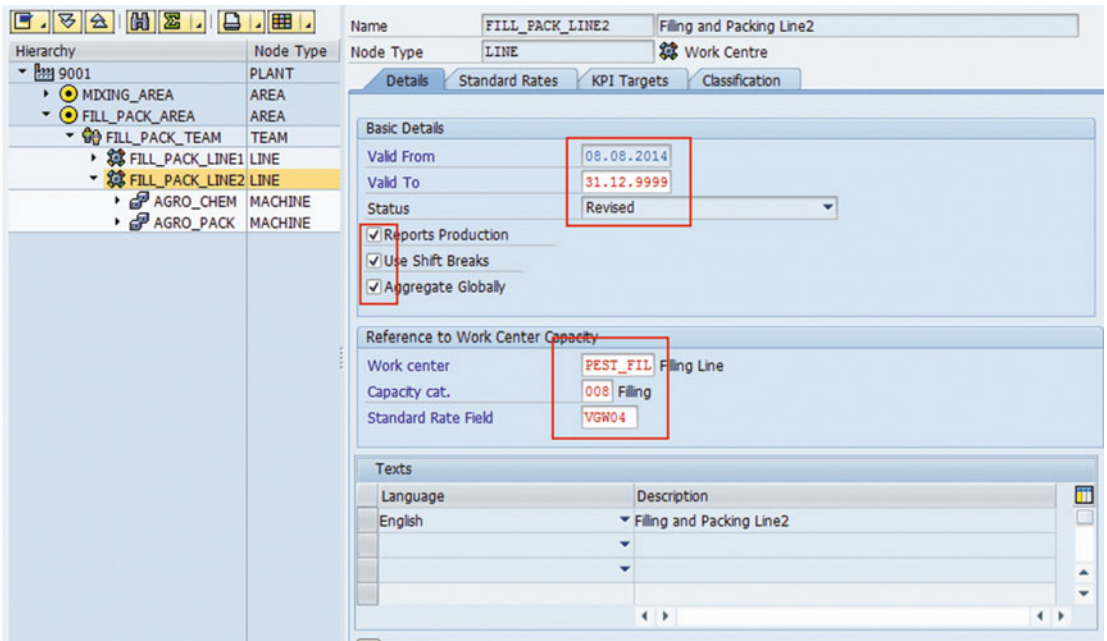 Hierarchy Node Type
9001 PLANT
MIXING_AREA AREA
FILL_PACK_AREA AREA
FILL_PACK_TEAM TEAM
FILL_PACK_LINE1 LINE
FILL_PACK_LINE2 LINE
AGRO_CHEM MACHINE
AGRO_PACK MACHINE
Name FILL_PACK_LINE2 Filling and Packing Line2
Node Type LINE Work Centre
Details Standard Rates KPI Targets Classification
Basic Details
Valid From 08.08.2014
Valid To 31.12.9999
Status Revised
Reports Production
Use Shift Breaks
Aggregate Globally
Reference to Work Center Capacity
Work center PEST_FIL Filling Line
Capacity cat. 008 Filling
Standard Rate Field VGW04
Texts
Language Description
English Filling and Packing Line2